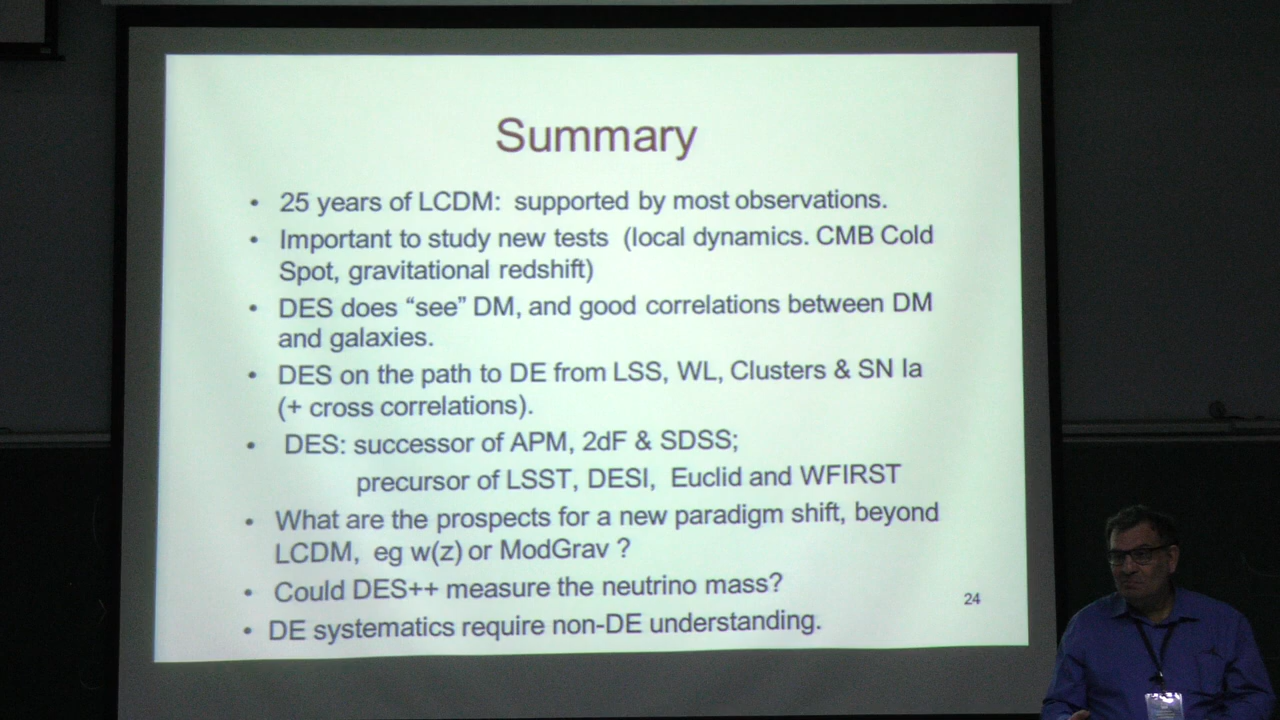 Summary
• 25 years of LCDM: supported by most observations.
• Important to study new tests (local dynamics. CMB Cold
Spot, gravitational redshift)
• DES does “see” DM, and good correlations between DM
and galaxies.
• DES on the path to DE from LSS, WL, Clusters & SN Ia
(+ cross correlations).
• DES: successor of APM, 2dF & SDSS;
precursor of LSST, DESI, Euclid and WFIRST
• What are the prospects for a new paradigm shift, beyond
LCDM, eg w(z) or ModGrav ?
• Could DES++ measure the neutrino mass?
• DE systematics require non-DE understanding.
24